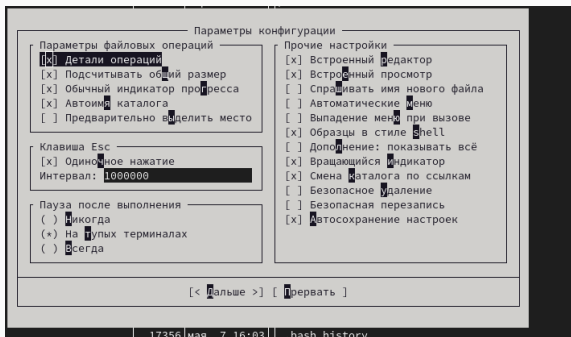 Параметры конфигурации
Параметры файловых операций
[x] Детали операций
[x] Подсчитывать общий размер
[x] Обычный индикатор прогресса
[x] Автоимя каталога
[ ] Предварительно выделить место
Клавиша Esc
[x] Одиночное нажатие
Интервал: 1000000
Пауза после выполнения
( ) Никогда
(*) На тупых терминалах
( ) Всегда
Прочие настройки
[x] Встроенный редактор
[x] Встроенный просмотр
[ ] Спрашивать имя нового файла
[ ] Автоматические меню
[ ] Выпадение меню при вызове
[x] Образцы в стиле shell
[ ] Дополнение: показывать всё
[x] Вращающийся индикатор
[x] Смена каталога по ссылкам
[ ] Безопасное удаление
[ ] Безопасная перезапись
[x] Автосохранение настроек
[< Дальше >] [ Прервать ]
17356 мая 7 16:03 bash_history